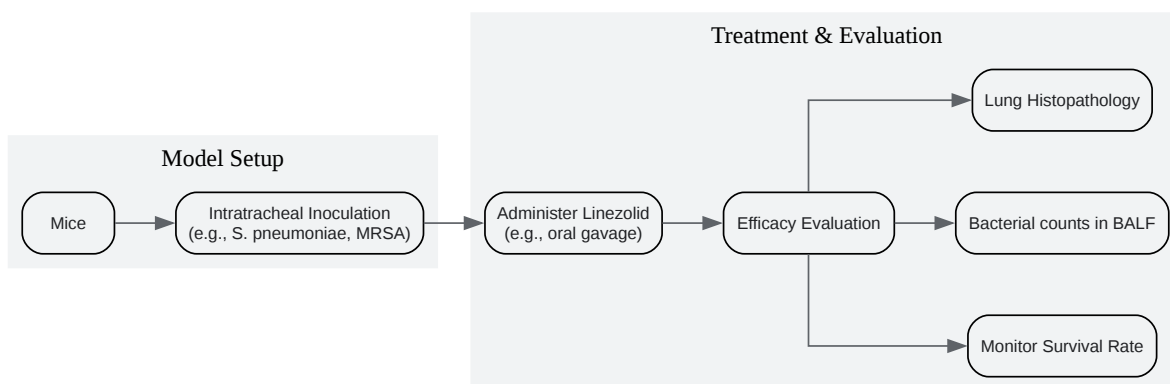 Treatment & Evaluation
Lung Histopathology
Model Setup
Mice
Intratracheal Inoculation
(e.g., S. pneumoniae, MRSA)
Administer Linezolid
(e.g., oral gavage)
Efficacy Evaluation
Bacterial counts in BALF
Monitor Survival Rate